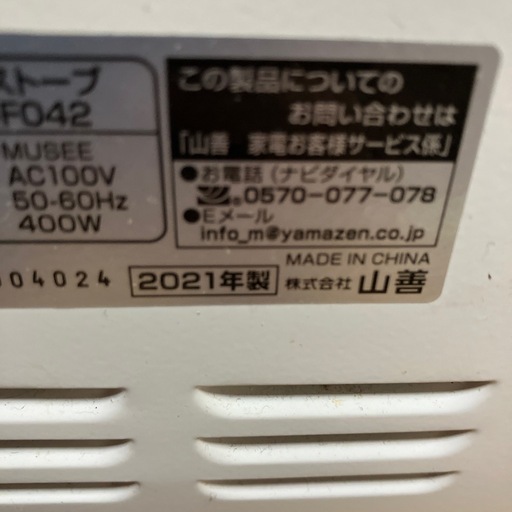 ストーブ
F042
MUSEE
AC100V
50-60Hz
400W
この製品についての
お問い合わせは
「山善 家電お客様サービス係」
●お電話(ナビダイヤル)
0570-077-078
●Eメール
info_m@yamazen.co.jp
MADE IN CHINA
04024 2021年製 株式会社 山善